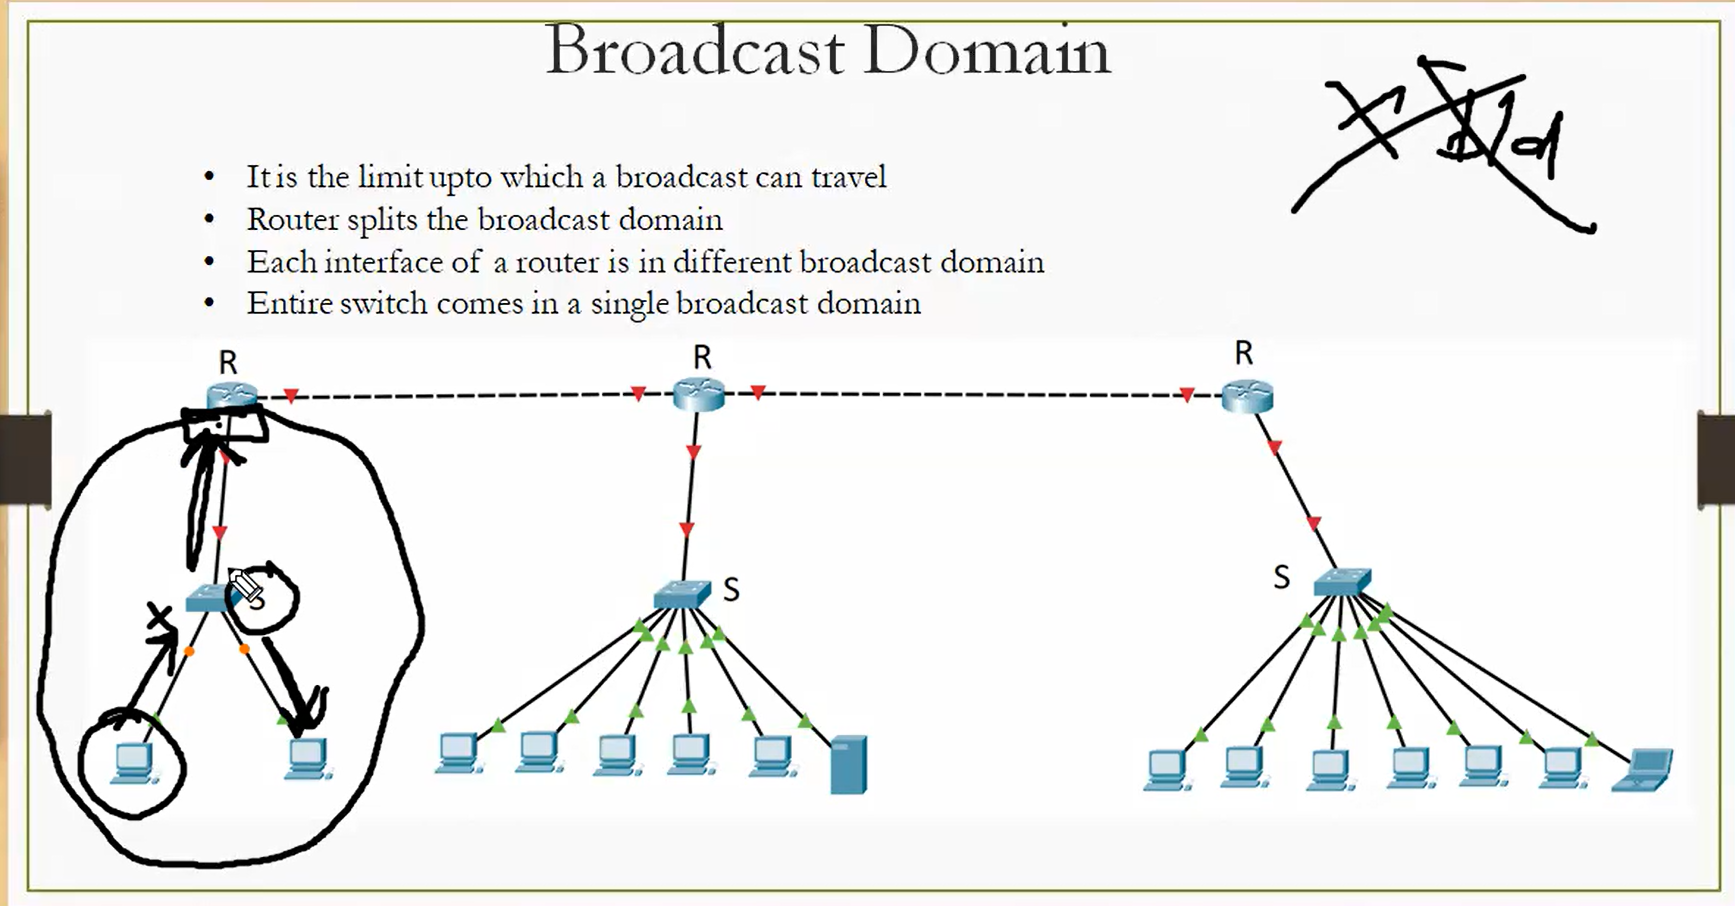 Broadcast Domain
• It is the limit upto which a broadcast can travel
• Router splits the broadcast domain
• Each interface of a router is in different broadcast domain
• Entire switch comes in a single broadcast domain
R
R
R
S
S
S